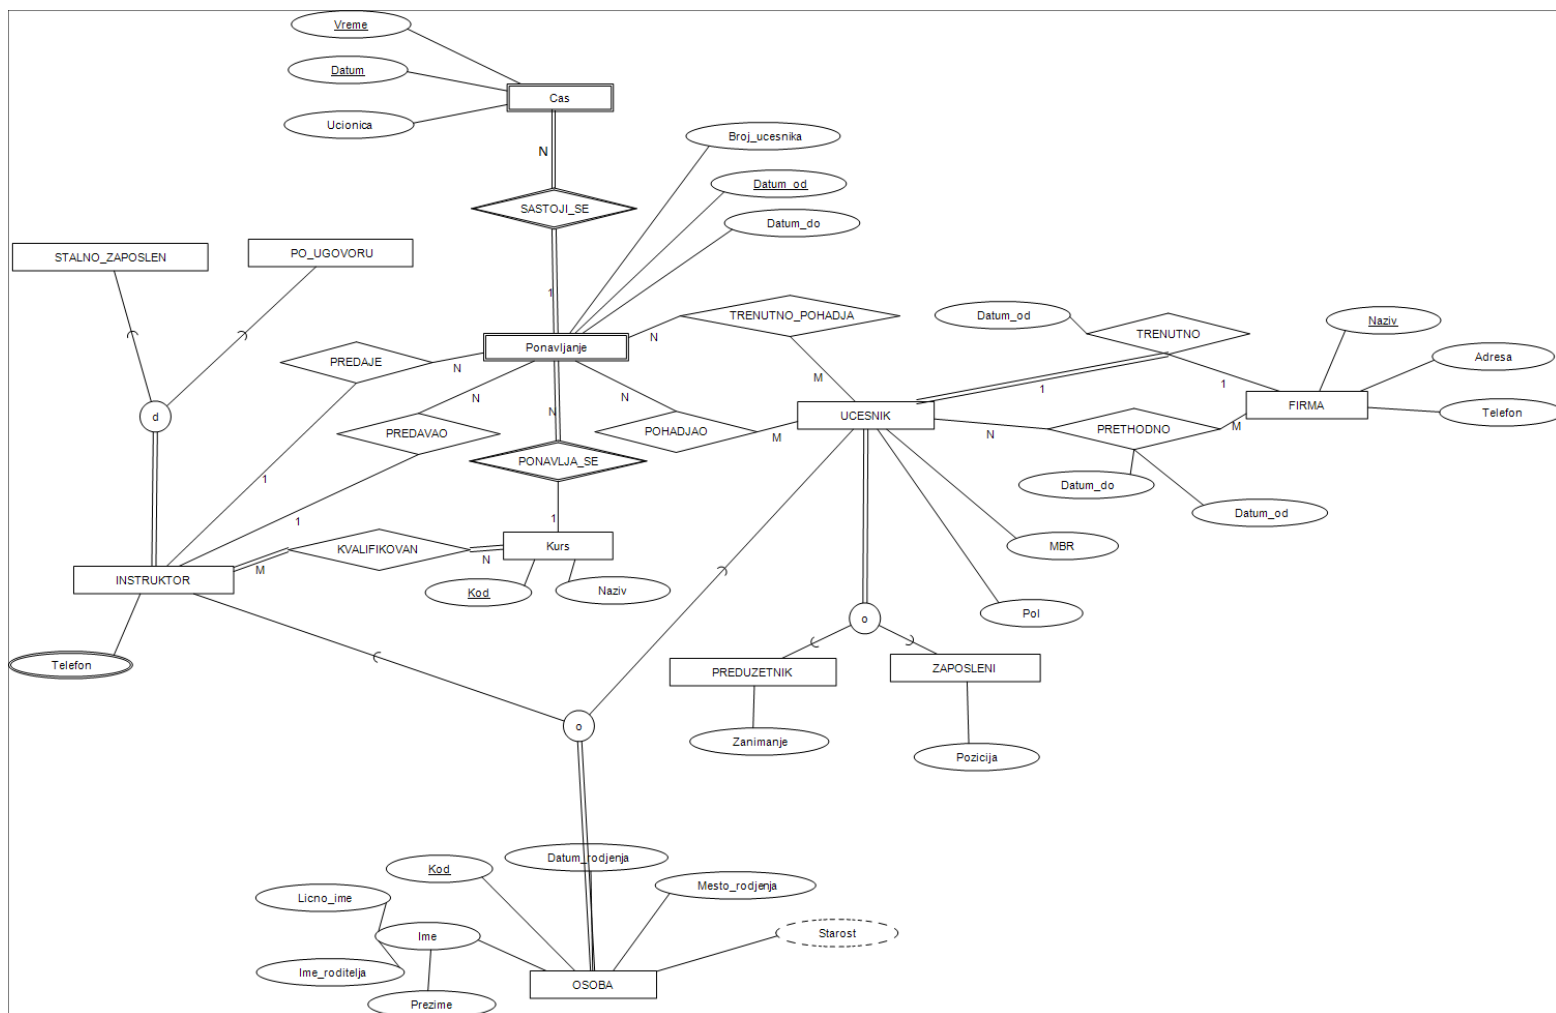 Vreme
Datum
Cas
Ucionica
Broj_ucesnika
N
Datum_od
SASTOJI_SE
Datum_do
STALNO_ZAPOSLEN
PO_UGOVORU
1
TRENUTNO_POHADJA
Datum_od
TRENUTNO
Naziv
N
Ponavljanje
Adresa
PREDAJE
N
M
1
1
FIRMA
Telefon
N
N
N
UCESNIK
d
PREDAVAO
POHADJAO
M
N
PRETHODNO
M
PONAVLJA_SE
1
Datum_do
Datum_od
1
1
KVALIFIKOVAN
M
N
Kurs
MBR
INSTRUKTOR
Kod
Naziv
Pol
o
Telefon
PREDUZETNIK
ZAPOSLENI
o
Zanimanje
Pozicija
Datum_rodjenja
Kod
Mesto_rodjenja
Licno_ime
Ime
Starost
Ime_roditelja
OSOBA
Prezime